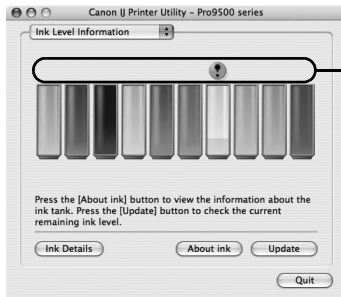 Canon IJ Printer Utility – Pro9500 series
Ink Level Information
Press the [About ink] button to view the information about the
ink tank. Press the [Update] button to check the current
remaining ink level.
Ink Details
About ink
Update
Quit